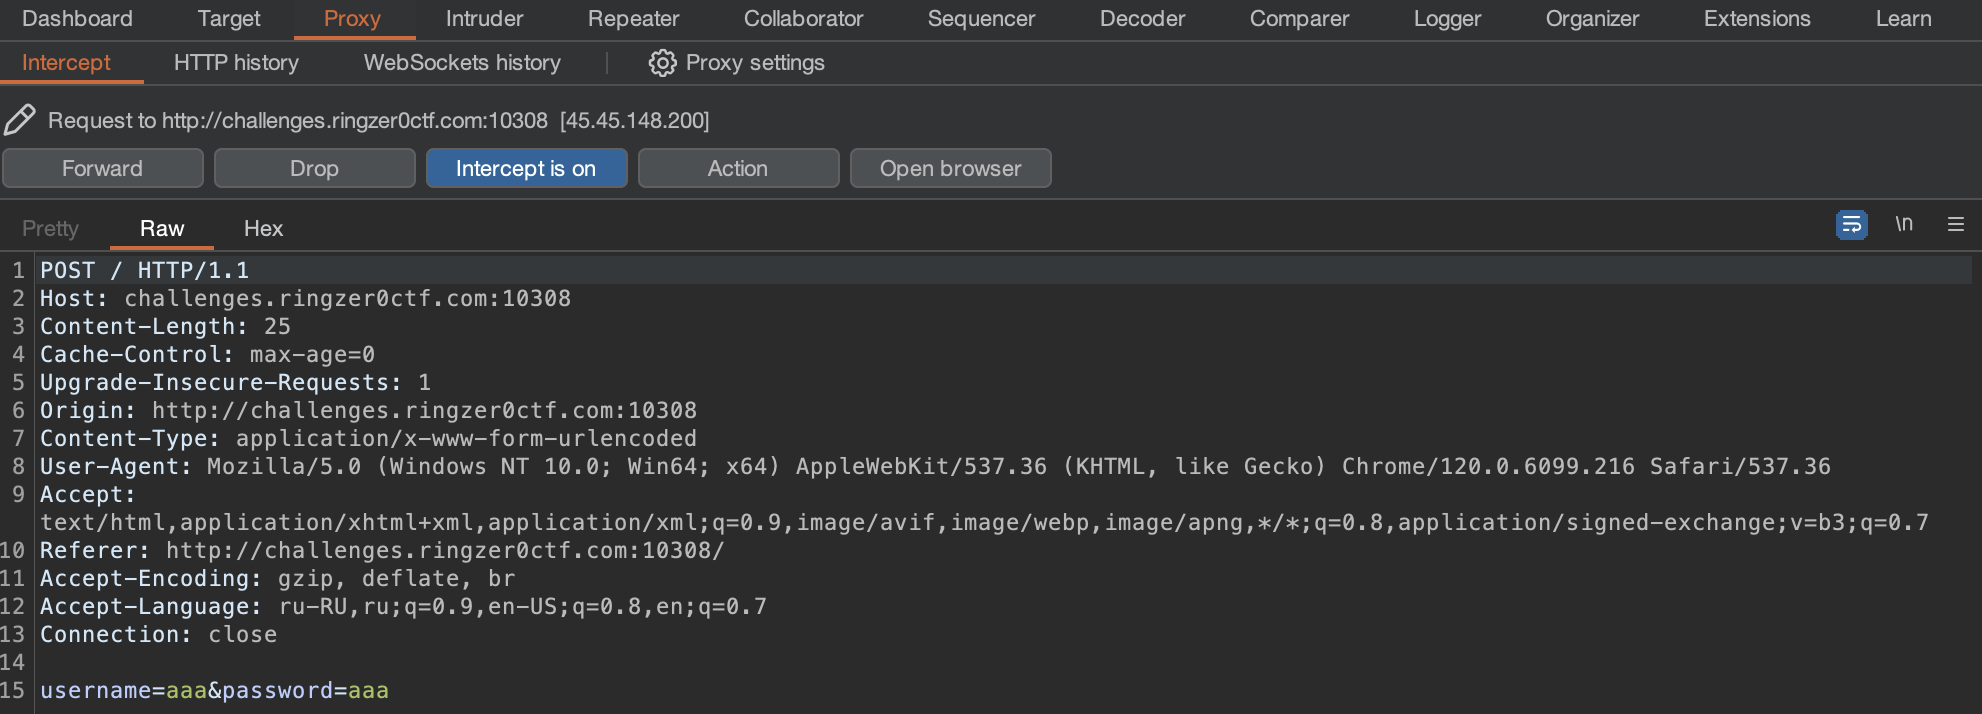 Dashboard Target Proxy Intruder Repeater Collaborator Sequencer Decoder Comparer Logger Organizer Extensions Learn
Intercept HTTP history WebSockets history Proxy settings
Request to http://challenges.ringzer0ctf.com:10308 [45.45.148.200]
Forward Drop Intercept is on Action Open browser
Pretty Raw Hex \n
1 POST / HTTP/1.1
2 Host: challenges.ringzer0ctf.com:10308
3 Content-Length: 25
4 Cache-Control: max-age=0
5 Upgrade-Insecure-Requests: 1
6 Origin: http://challenges.ringzer0ctf.com:10308
7 Content-Type: application/x-www-form-urlencoded
8 User-Agent: Mozilla/5.0 (Windows NT 10.0; Win64; x64) AppleWebKit/537.36 (KHTML, like Gecko) Chrome/120.0.6099.216 Safari/537.36
9 Accept:
text/html,application/xhtml+xml,application/xml;q=0.9,image/avif,image/webp,image/apng,*/*;q=0.8,application/signed-exchange;v=b3;q=0.7
10 Referer: http://challenges.ringzer0ctf.com:10308/
11 Accept-Encoding: gzip, deflate, br
12 Accept-Language: ru-RU,ru;q=0.9,en-US;q=0.8,en;q=0.7
13 Connection: close
14
15 username=aaa&password=aaa